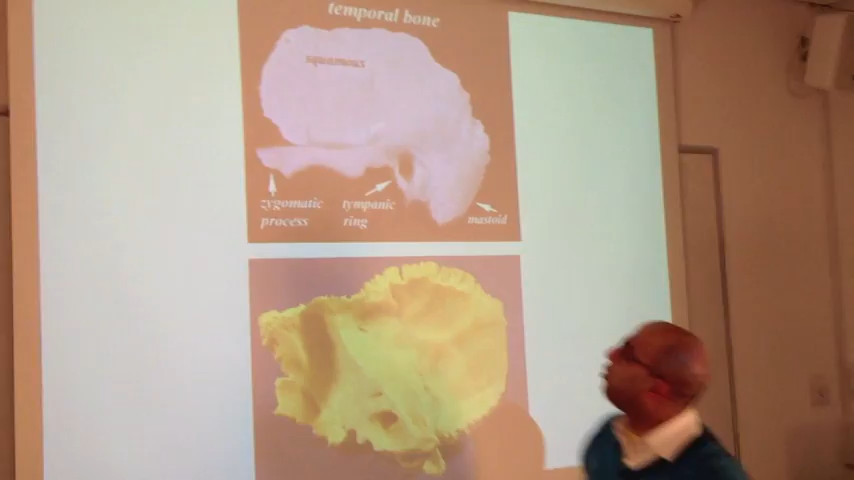 temporal bone
squamous
zygomatic
process
tympanic
ring
mastoid